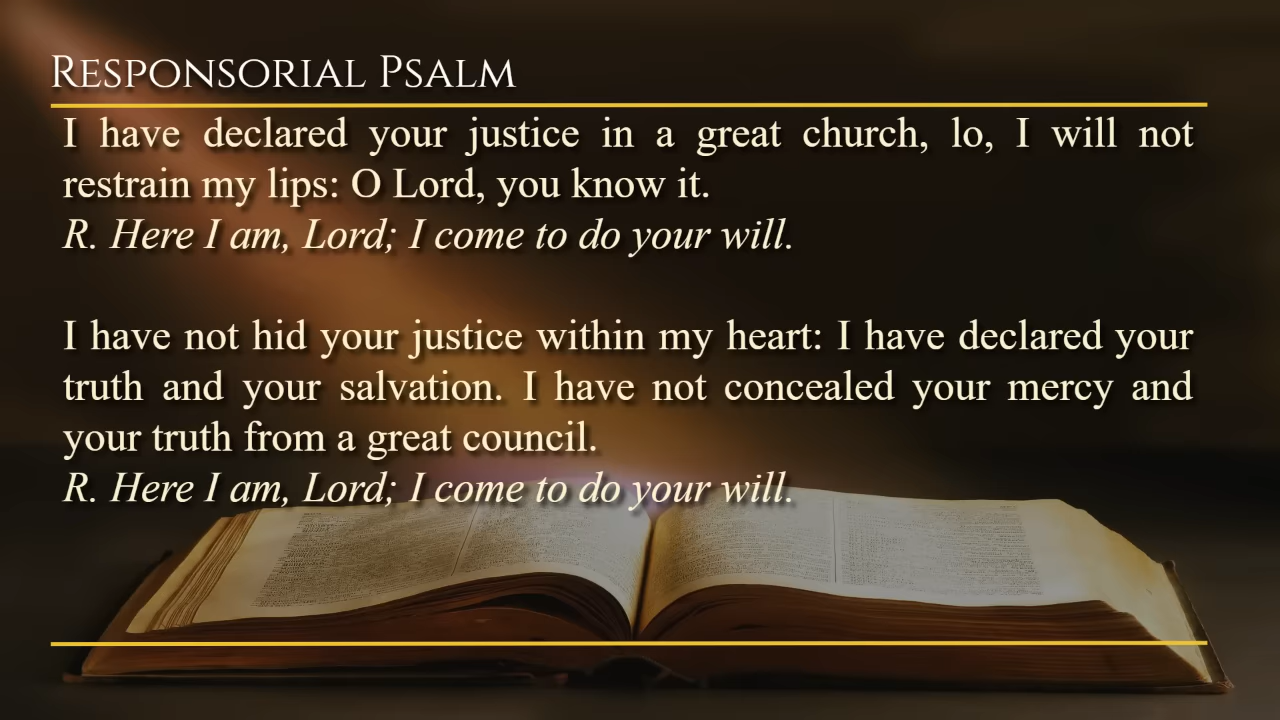 RESPONSORIAL PSALM
I have declared your justice in a great church, lo, I will not
restrain my lips: O Lord, you know it.
R. Here I am, Lord; I come to do your will.
I have not hid your justice within my heart: I have declared your
truth and your salvation. I have not concealed your mercy and
your truth from a great council.
R. Here I am, Lord; I come to do your will.